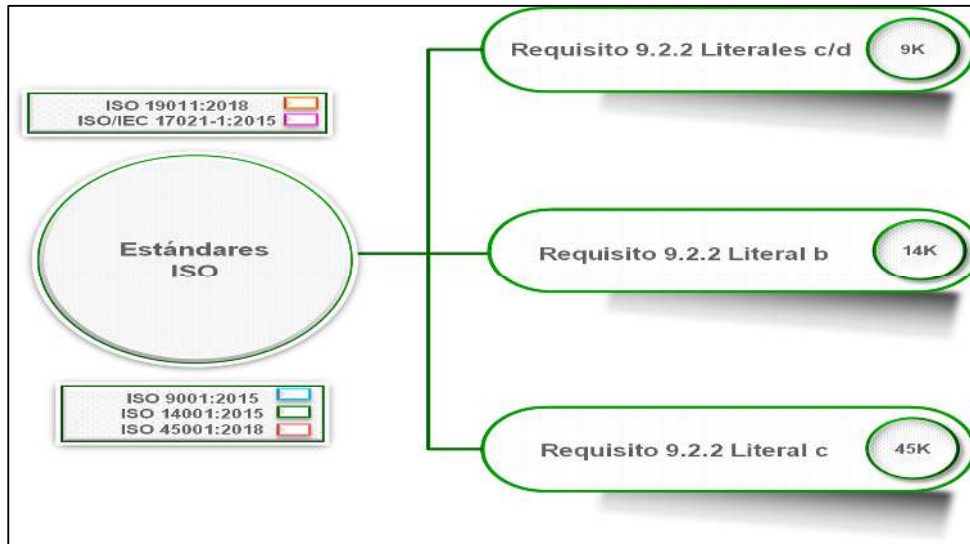 Requisito 9.2.2 Literales c/d
9K
ISO 19011:2018
ISO/IEC 17021-1:2015
Estándares
ISO
Requisito 9.2.2 Literal b
14K
ISO 9001:2015
ISO 14001:2015
ISO 45001:2018
Requisito 9.2.2 Literal c
45K